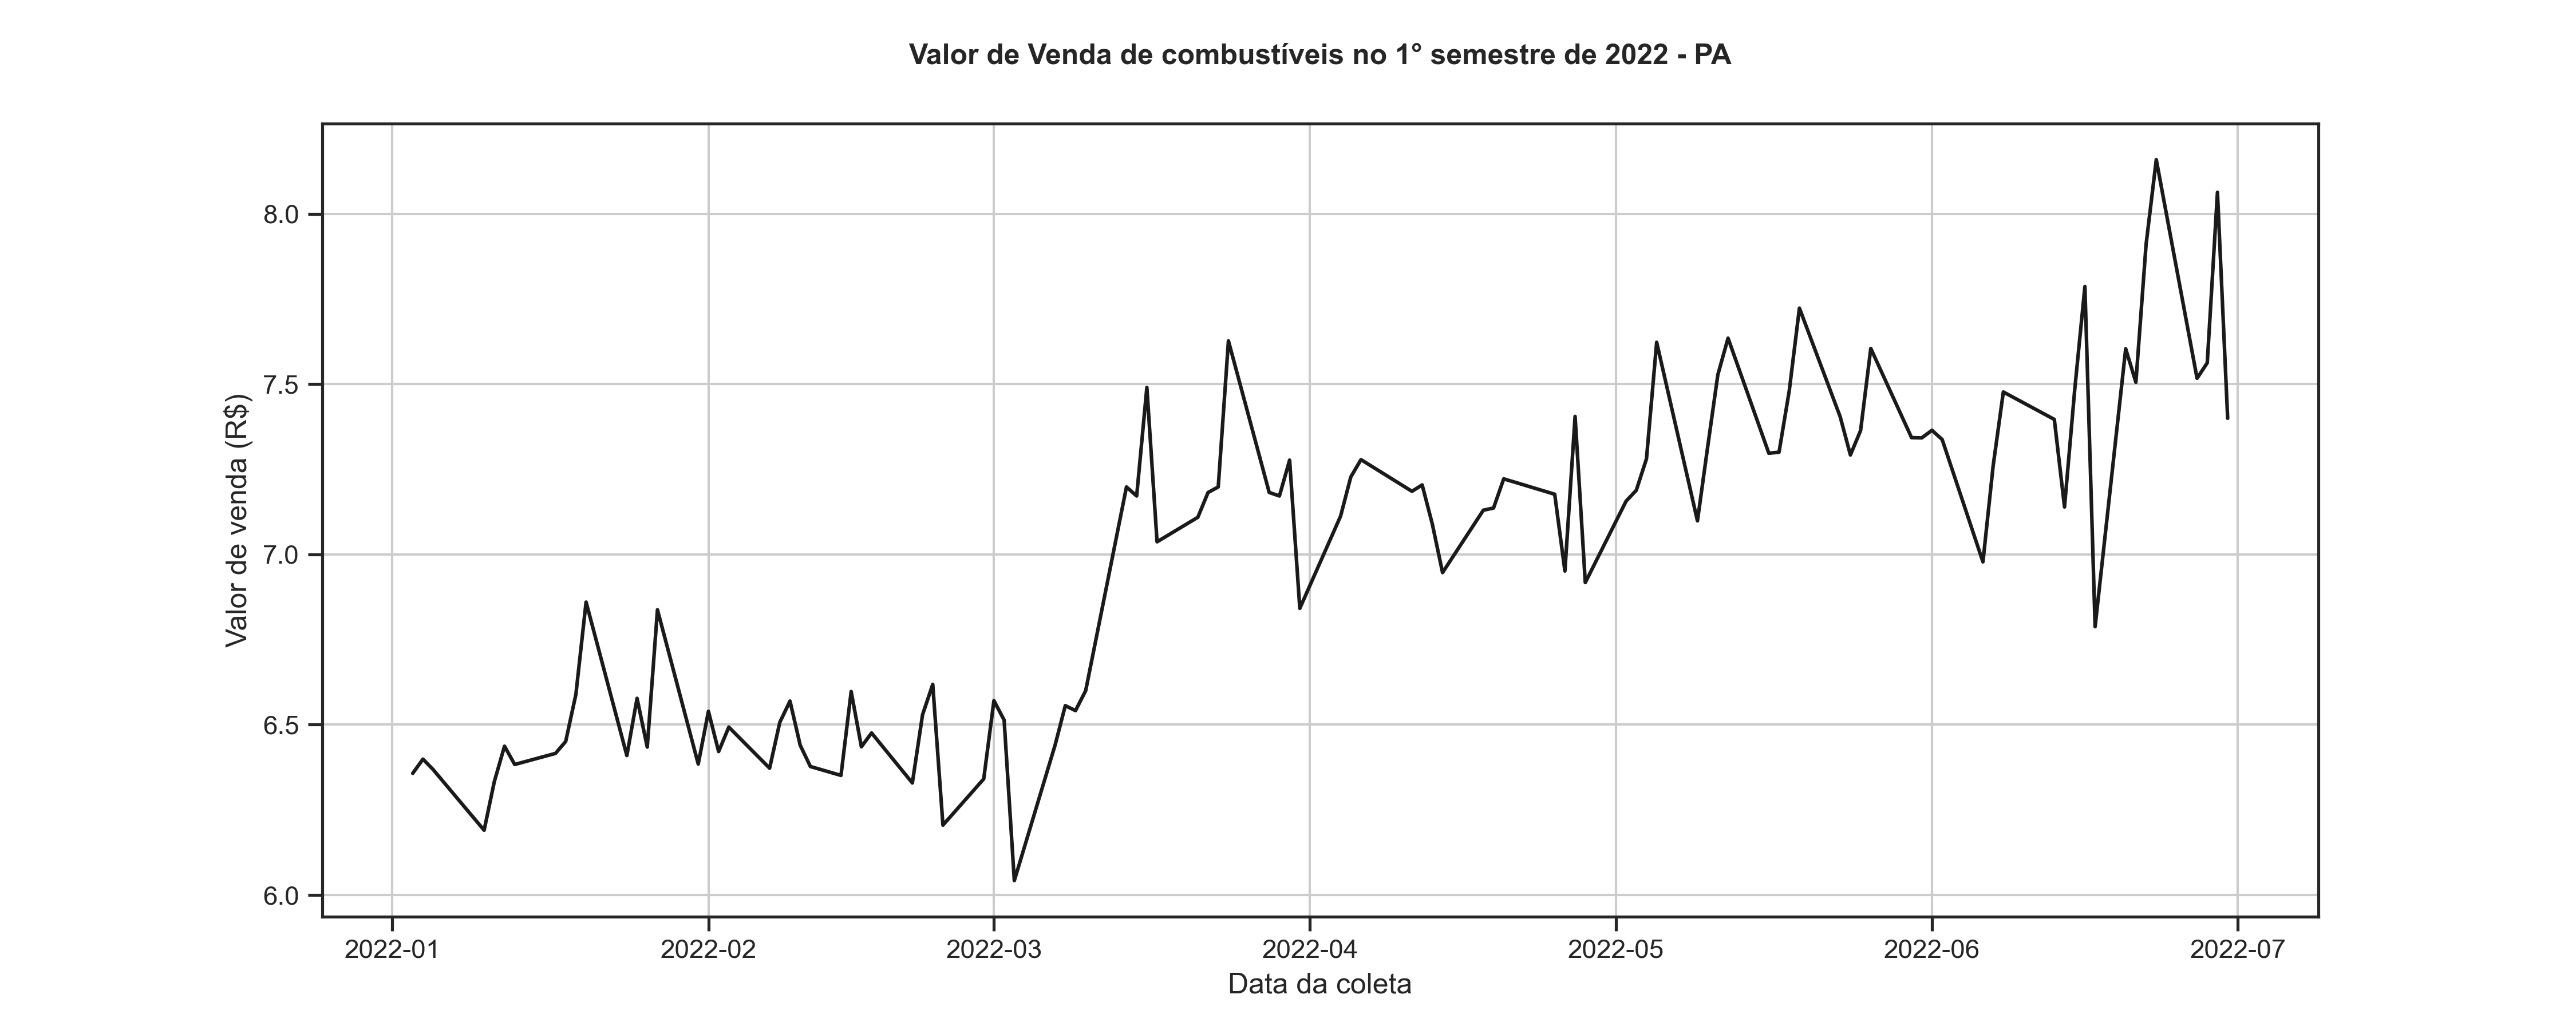 Valor de Venda de combustíveis no 1° semestre de 2022 - PA
8.0
7.5
7.0
6.5
6.0
Valor de venda (R$)
2022-01 2022-02 2022-03 2022-04 2022-05 2022-06 2022-07
Data da coleta